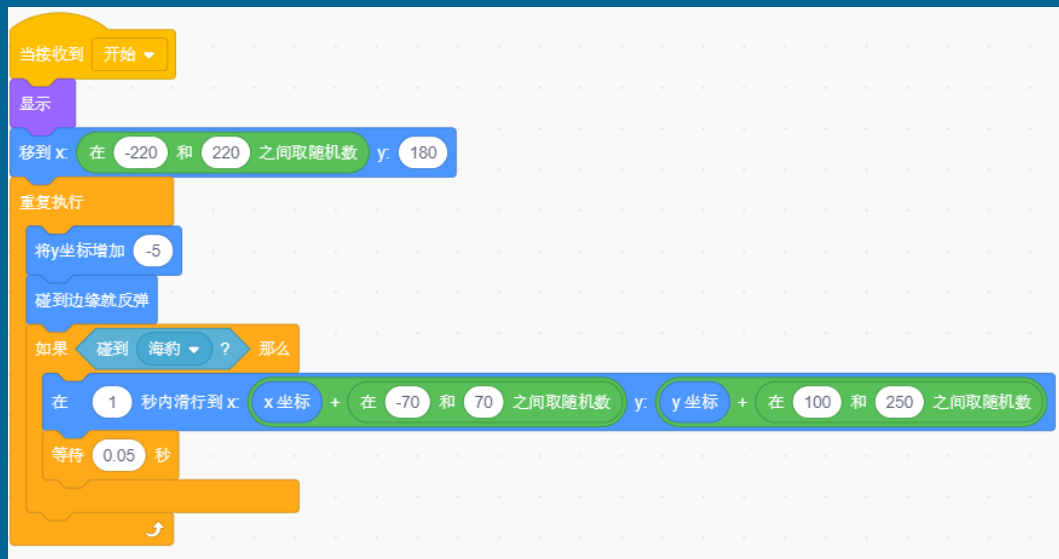 当接收到 开始
显示
移到 x: 在 -220 和 220 之间取随机数 y: 180
重复执行
将y坐标增加 -5
碰到边缘就反弹
如果 碰到 海豹 ? 那么
在 1 秒内滑行到 x: x 坐标 + 在 -70 和 70 之间取随机数 y: y 坐标 + 在 100 和 250 之间取随机数
等待 0.05 秒